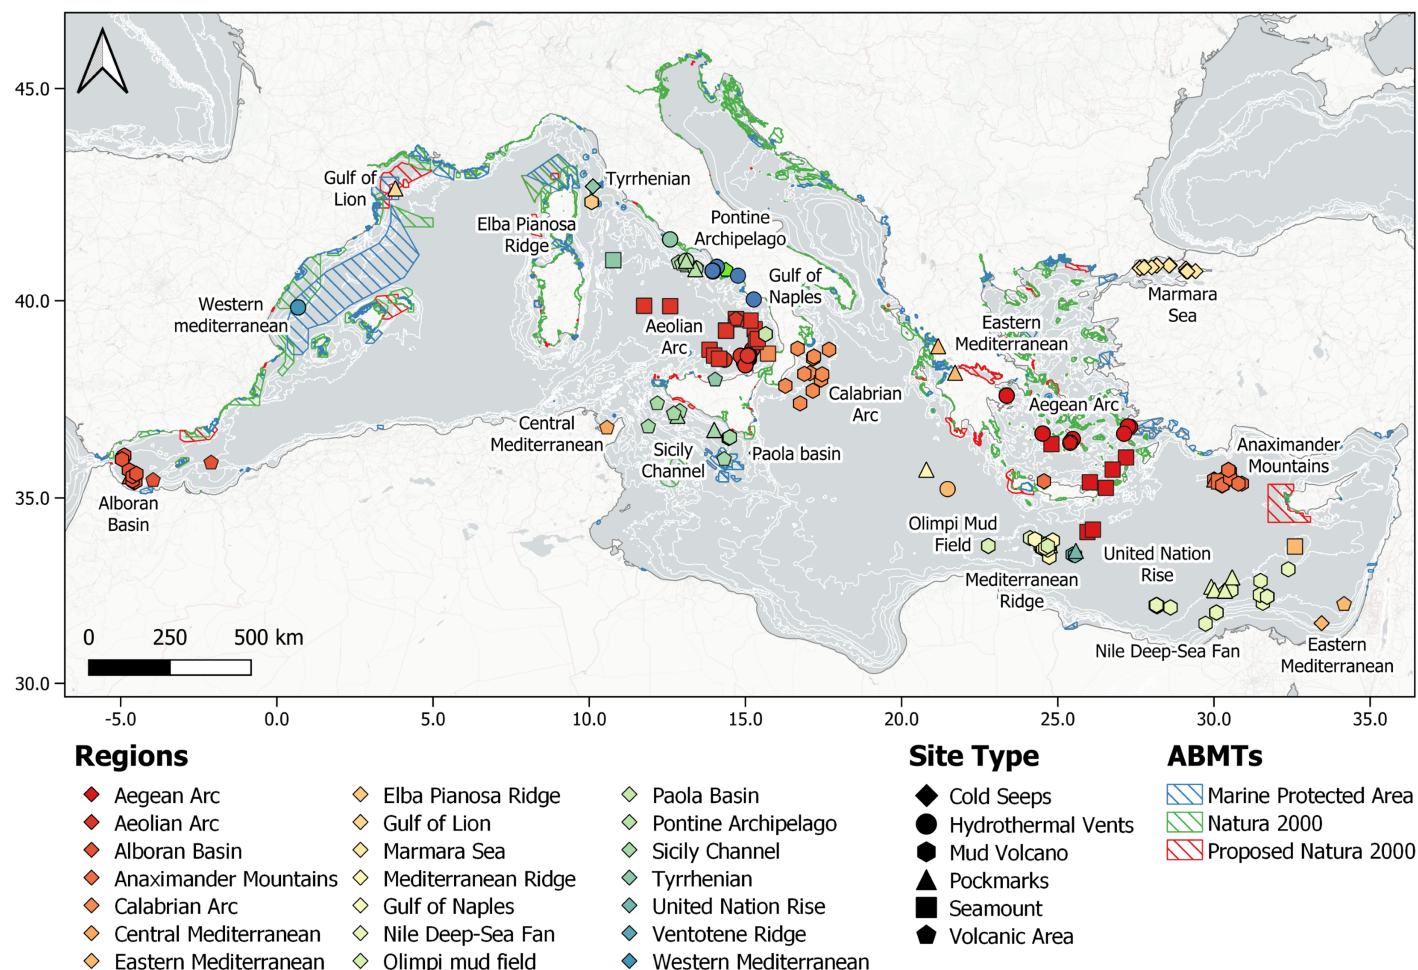 45.0
40.0
35.0
30.0
Gulf of
Lion
Tyrrhenian
Elba Pianosa
Ridge
Pontine
Archipelago
Gulf of
Naples
Western
mediterranean
Aeolian
Arc
Marmara
Sea
Eastern
Mediterranean
Calabrian
Arc
Aegean Arc
Central
Mediterranean
Sicily
Channel
Paola basin
Anaximander
Mountains
Alboran
Basin
Olimpi Mud
Field
United Nation
Rise
Mediterranean
Ridge
Nile Deep-Sea Fan
Eastern
Mediterranean
0 250 500 km
-5.0 0.0 5.0 10.0 15.0 20.0 25.0 30.0 35.0
Regions
Aegean Arc
Aeolian Arc
Alboran Basin
Anaximander Mountains
Calabrian Arc
Central Mediterranean
Eastern Mediterranean
Elba Pianosa Ridge
Gulf of Lion
Marmara Sea
Mediterranean Ridge
Gulf of Naples
Nile Deep-Sea Fan
Olimpi mud field
Paola Basin
Pontine Archipelago
Sicily Channel
Tyrrhenian
United Nation Rise
Ventotene Ridge
Western Mediterranean
Site Type
Cold Seeps
Hydrothermal Vents
Mud Volcano
Pockmarks
Seamount
Volcanic Area
ABMTs
Marine Protected Area
Natura 2000
Proposed Natura 2000